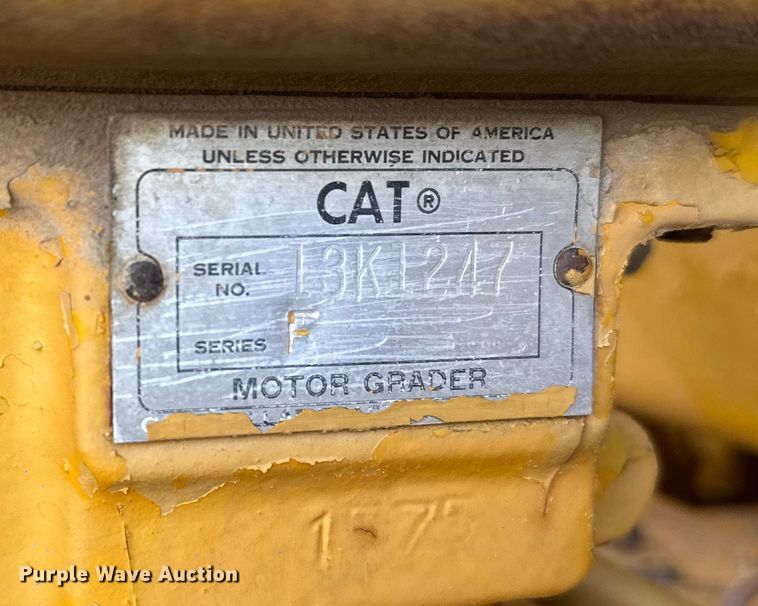 MADE IN UNITED STATES OF AMERICA
UNLESS OTHERWISE INDICATED
CAT®
SERIAL NO. 13K1247
SERIES F
MOTOR GRADER
Purple Wave Auction